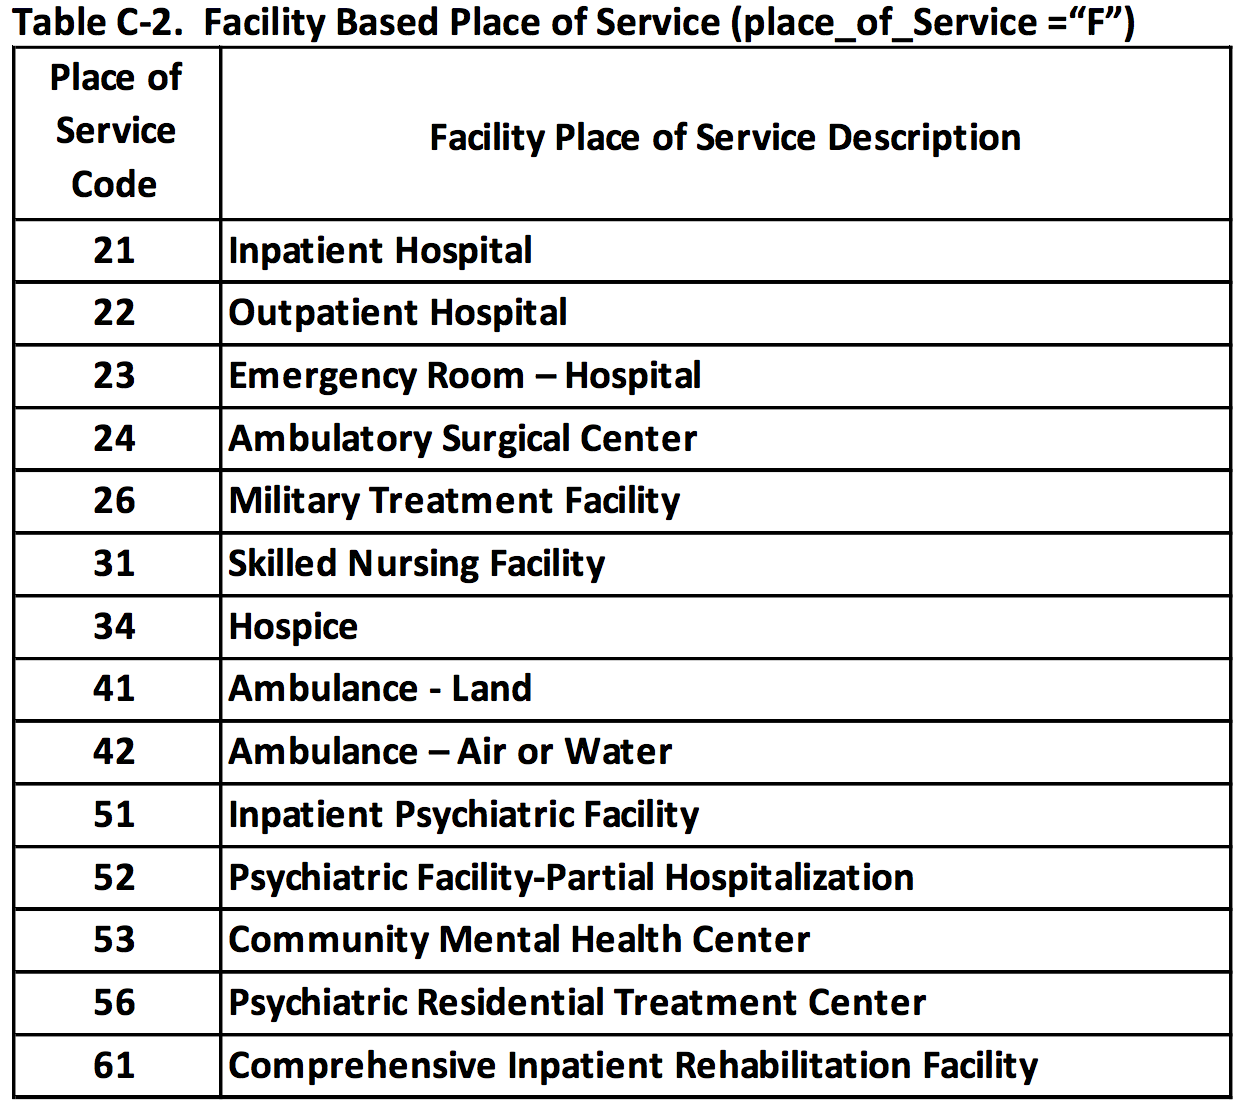 Table C-2.  Facility Based Place of Service (place_of_Service =“F”)
Place of
Service
Code
Facility Place of Service Description
21 Inpatient Hospital
22 Outpatient Hospital
23 Emergency Room – Hospital
24 Ambulatory Surgical Center
26 Military Treatment Facility
31 Skilled Nursing Facility
34 Hospice
41 Ambulance - Land
42 Ambulance – Air or Water
51 Inpatient Psychiatric Facility
52 Psychiatric Facility-Partial Hospitalization
53 Community Mental Health Center
56 Psychiatric Residential Treatment Center
61 Comprehensive Inpatient Rehabilitation Facility